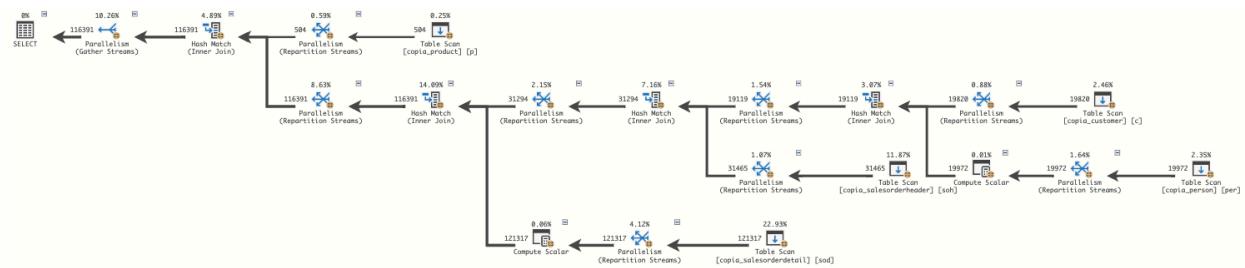 0%
SELECT
10.26%
116391
Parallelism
(Gather Streams)
4.89%
116391
Hash Match
(Inner Join)
0.59%
504
Parallelism
(Repartition Streams)
0.25%
504
Table Scan
[copia_product] [p]
8.63%
116391
Parallelism
(Repartition Streams)
14.09%
116391
Hash Match
(Inner Join)
2.15%
31294
Parallelism
(Repartition Streams)
7.16%
31294
Hash Match
(Inner Join)
1.54%
19119
Parallelism
(Repartition Streams)
3.07%
19119
Hash Match
(Inner Join)
0.88%
19820
Parallelism
(Repartition Streams)
2.46%
19820
Table Scan
[copia_customer] [c]
1.07%
31465
Parallelism
(Repartition Streams)
11.87%
31465
Table Scan
[copia_salesorderheader] [soh]
0.01%
19972
Compute Scalar
1.64%
19972
Parallelism
(Repartition Streams)
2.35%
19972
Table Scan
[copia_person] [per]
0.06%
121317
Compute Scalar
4.12%
121317
Parallelism
(Repartition Streams)
22.93%
121317
Table Scan
[copia_salesorderdetail] [sod]